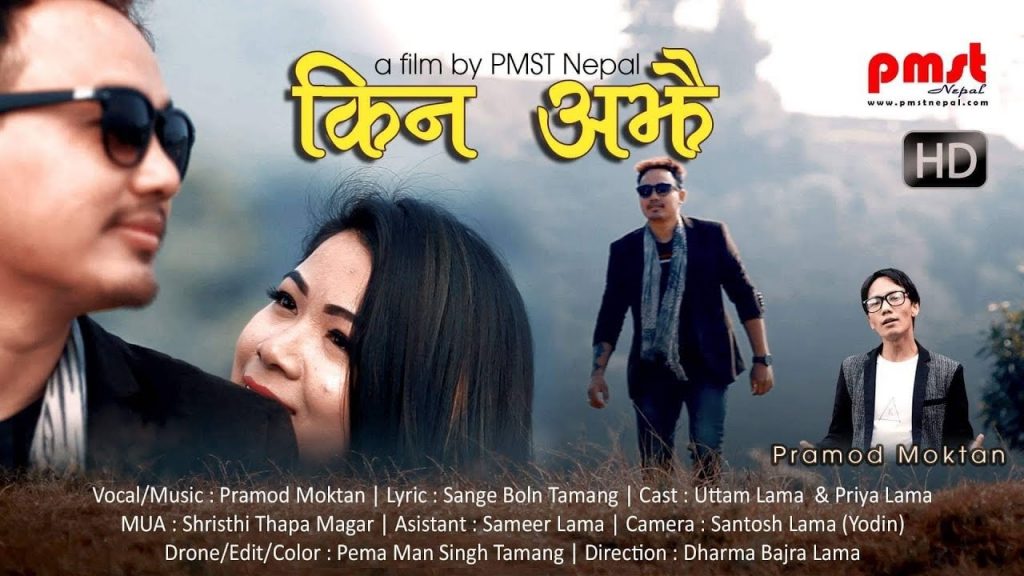 a film by PMST Nepal
किन अझै
pmst
Nepal
www.pmstnepal.com
HD
Pramod Moktan
Vocal/Music : Pramod Moktan | Lyric : Sange Boln Tamang | Cast : Uttam Lama & Priya Lama
MUA : Shristhi Thapa Magar | Asistant : Sameer Lama | Camera : Santosh Lama (Yodin)
Drone/Edit/Color : Pema Man Singh Tamang | Direction : Dharma Bajra Lama